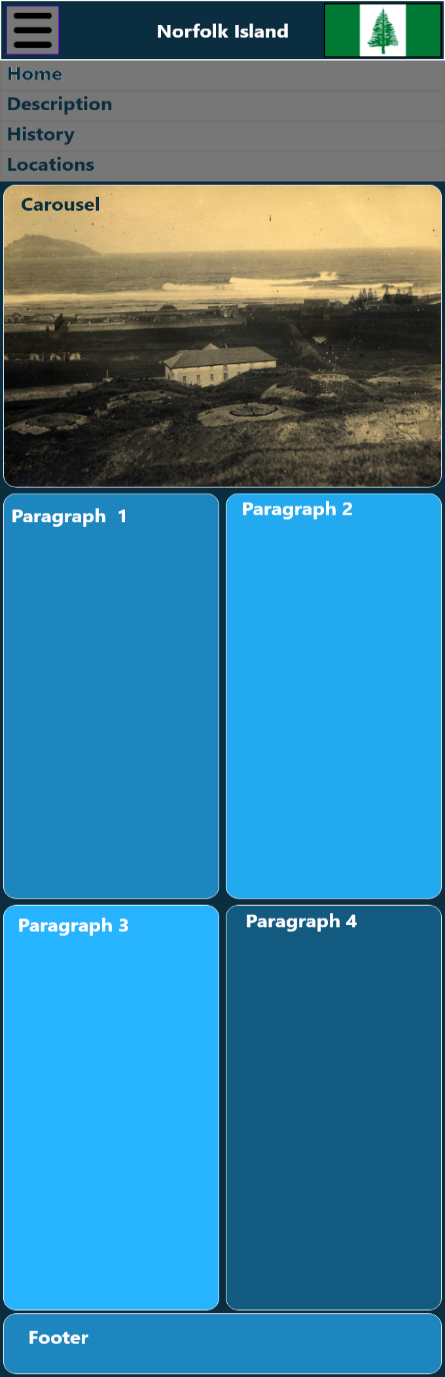 Norfolk Island
Home
Description
History
Locations
Carousel
Paragraph 1
Paragraph 2
Paragraph 3
Paragraph 4
Footer